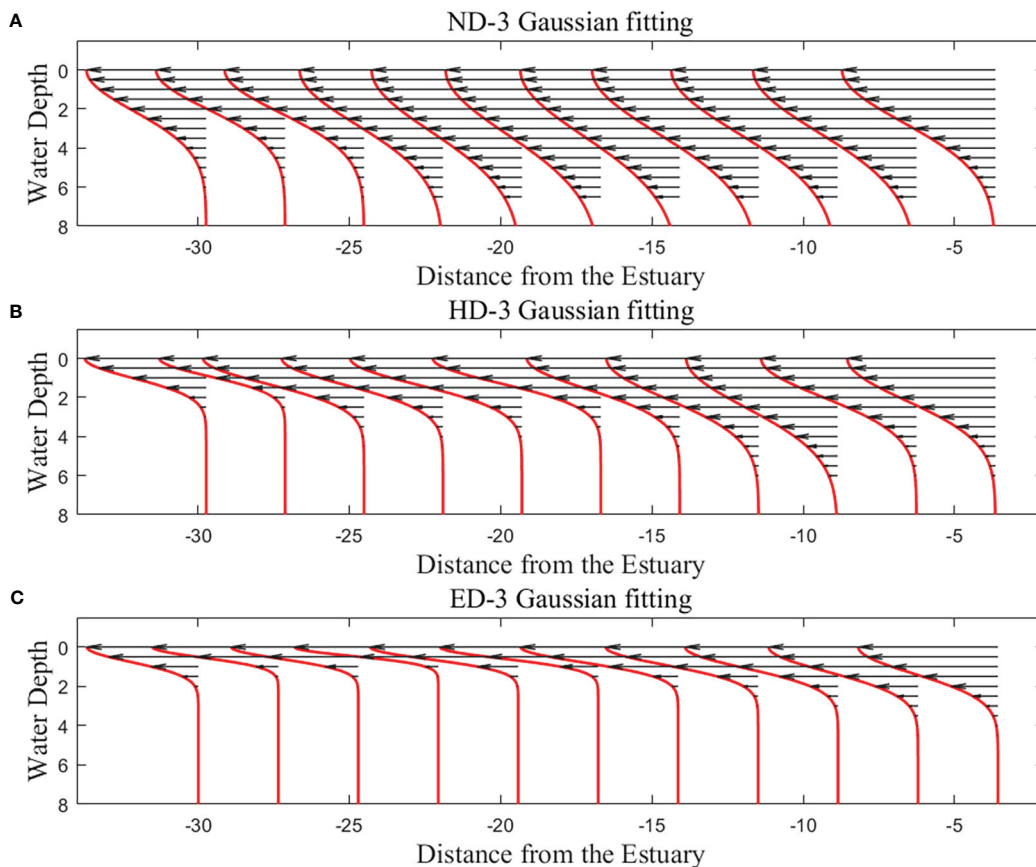 A
ND-3 Gaussian fitting
Water Depth
0
2
4
6
8
-30 -25 -20 -15 -10 -5
Distance from the Estuary
B
HD-3 Gaussian fitting
Water Depth
0
2
4
6
8
-30 -25 -20 -15 -10 -5
Distance from the Estuary
C
ED-3 Gaussian fitting
Water Depth
0
2
4
6
8
-30 -25 -20 -15 -10 -5
Distance from the Estuary